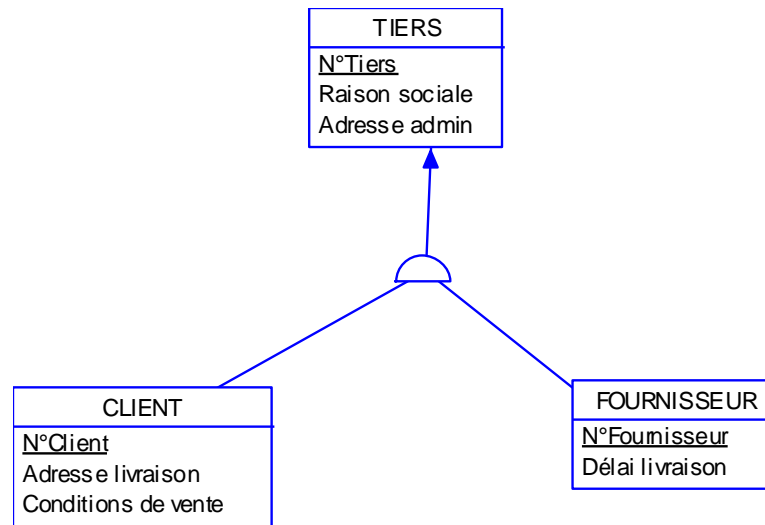 TIERS
N°Tiers
Raison sociale
Adresse admin
CLIENT
N°Client
Adresse livraison
Conditions de vente
FOURNISSEUR
N°Fournisseur
Délai livraison